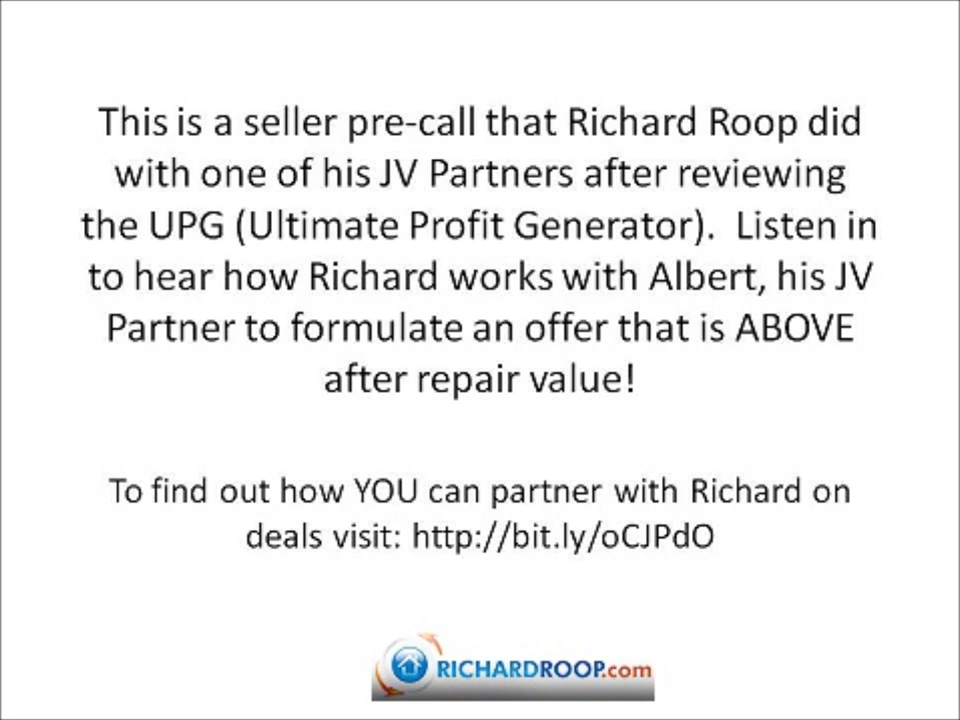 This is a seller pre-call that Richard Roop did
with one of his JV Partners after reviewing
the UPG (Ultimate Profit Generator).  Listen in
to hear how Richard works with Albert, his JV
Partner to formulate an offer that is ABOVE
after repair value!
To find out how YOU can partner with Richard on
deals visit: http://bit.ly/oCJPdO
RICHARDROOP.com